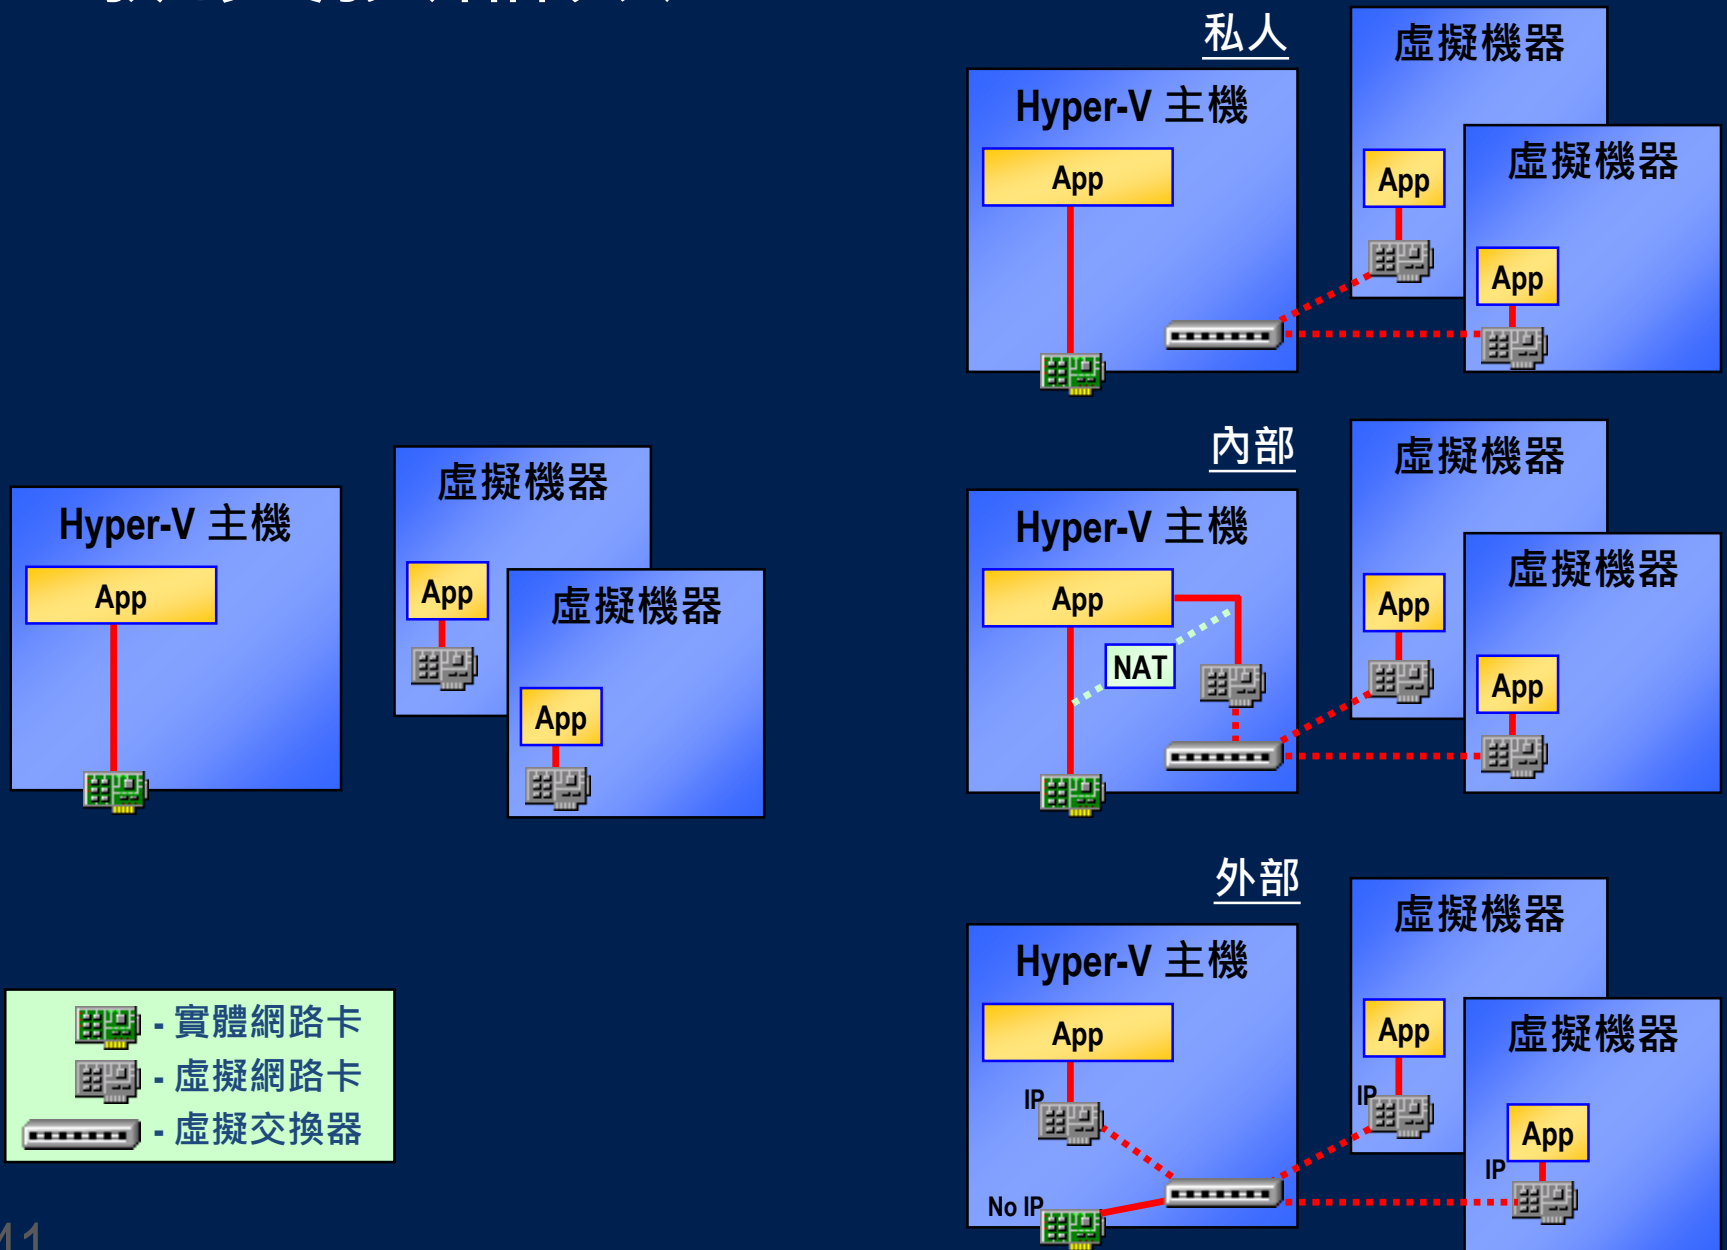 私人
Hyper-V 主機
App
虛擬機器
App
虛擬機器
App
內部
Hyper-V 主機
App
NAT
虛擬機器
App
虛擬機器
App
Hyper-V 主機
App
虛擬機器
App
虛擬機器
App
外部
Hyper-V 主機
App
IP
No IP
虛擬機器
App
IP
虛擬機器
App
IP
- 實體網路卡
- 虛擬網路卡
- 虛擬交換器